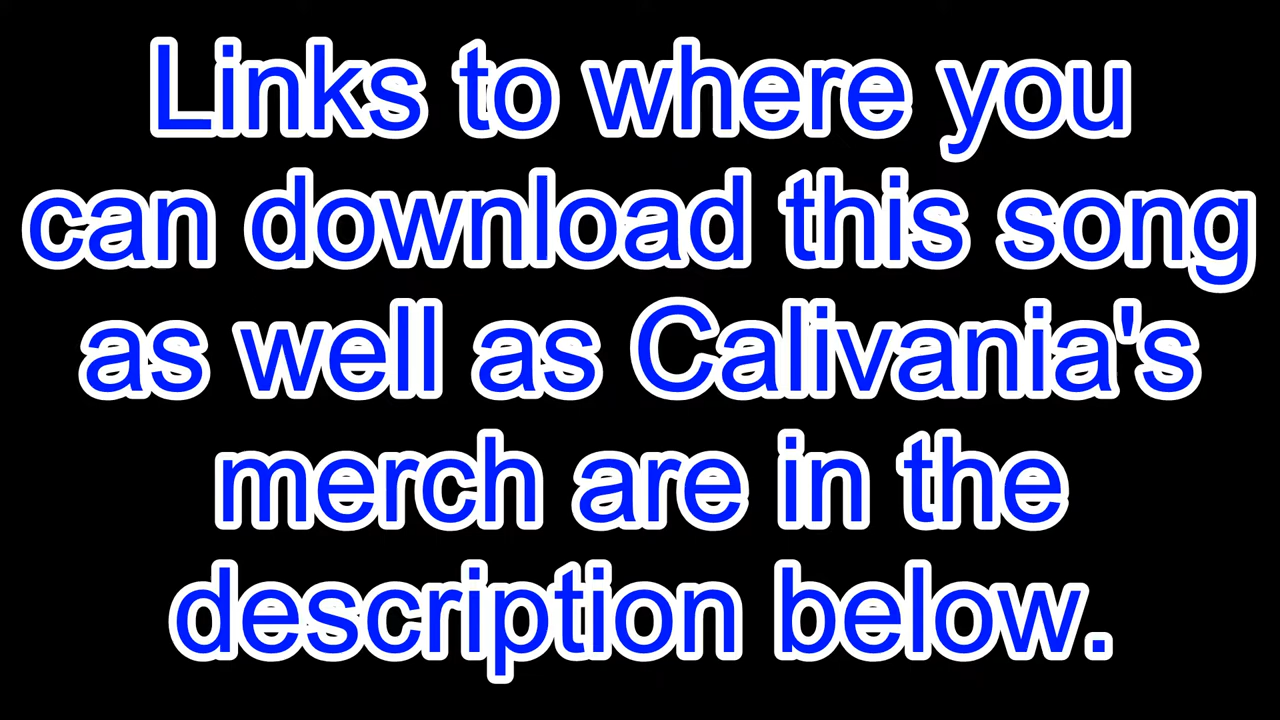 Links to where you
can download this song
as well as Calivania's
merch are in the
description below.